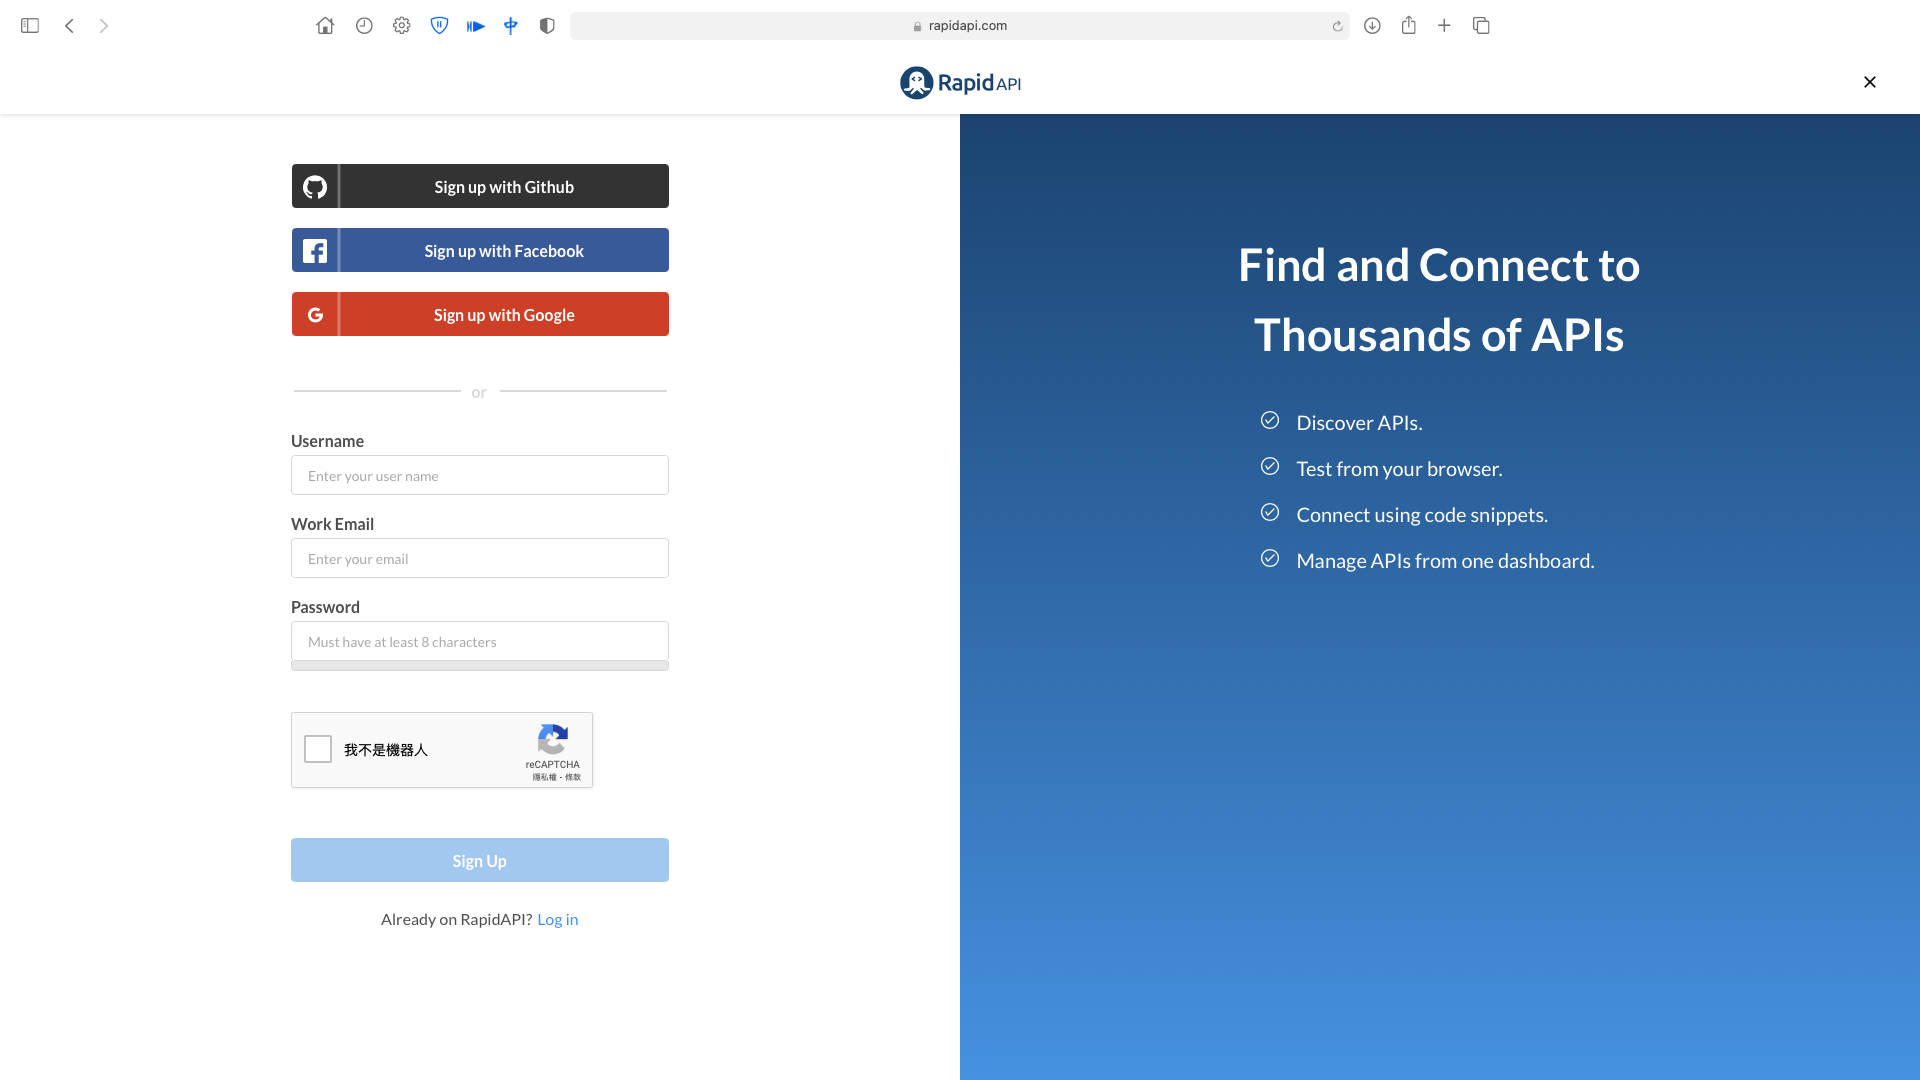 rapidapi.com
RapidAPI
Sign up with Github
Sign up with Facebook
Sign up with Google
or
Username
Enter your user name
Work Email
Enter your email
Password
Must have at least 8 characters
我不是機器人
reCAPTCHA
隱私權 - 條款
Sign Up
Already on RapidAPI? Log in
Find and Connect to
Thousands of APIs
Discover APIs.
Test from your browser.
Connect using code snippets.
Manage APIs from one dashboard.